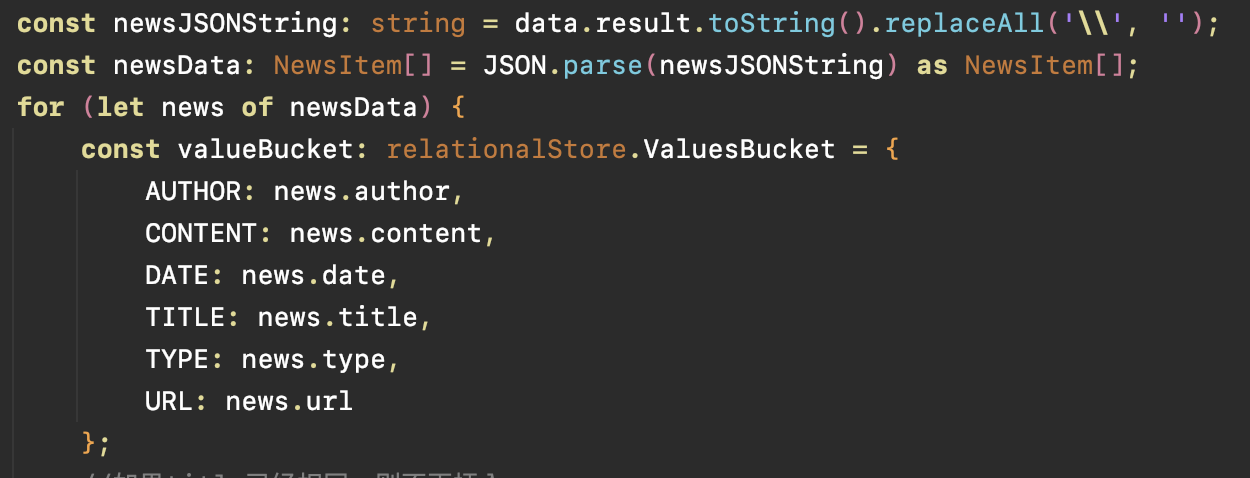 const newsJSONString: string = data.result.toString().replaceAll('\\', '');
const newsData: NewsItem[] = JSON.parse(newsJSONString) as NewsItem[];
for (let news of newsData) {
const valueBucket: relationalStore.ValuesBucket = {
AUTHOR: news.author,
CONTENT: news.content,
DATE: news.date,
TITLE: news.title,
TYPE: news.type,
URL: news.url
};